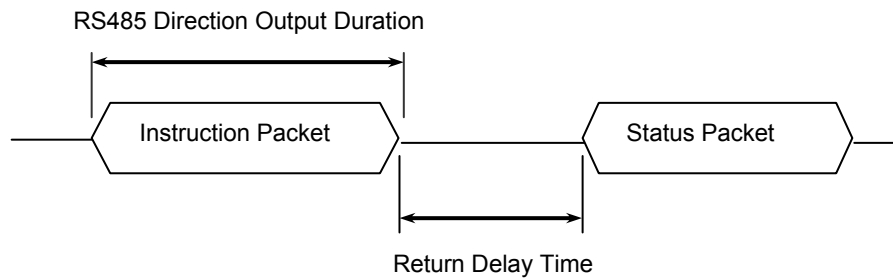 RS485 Direction Output Duration
Instruction Packet
Status Packet
Return Delay Time